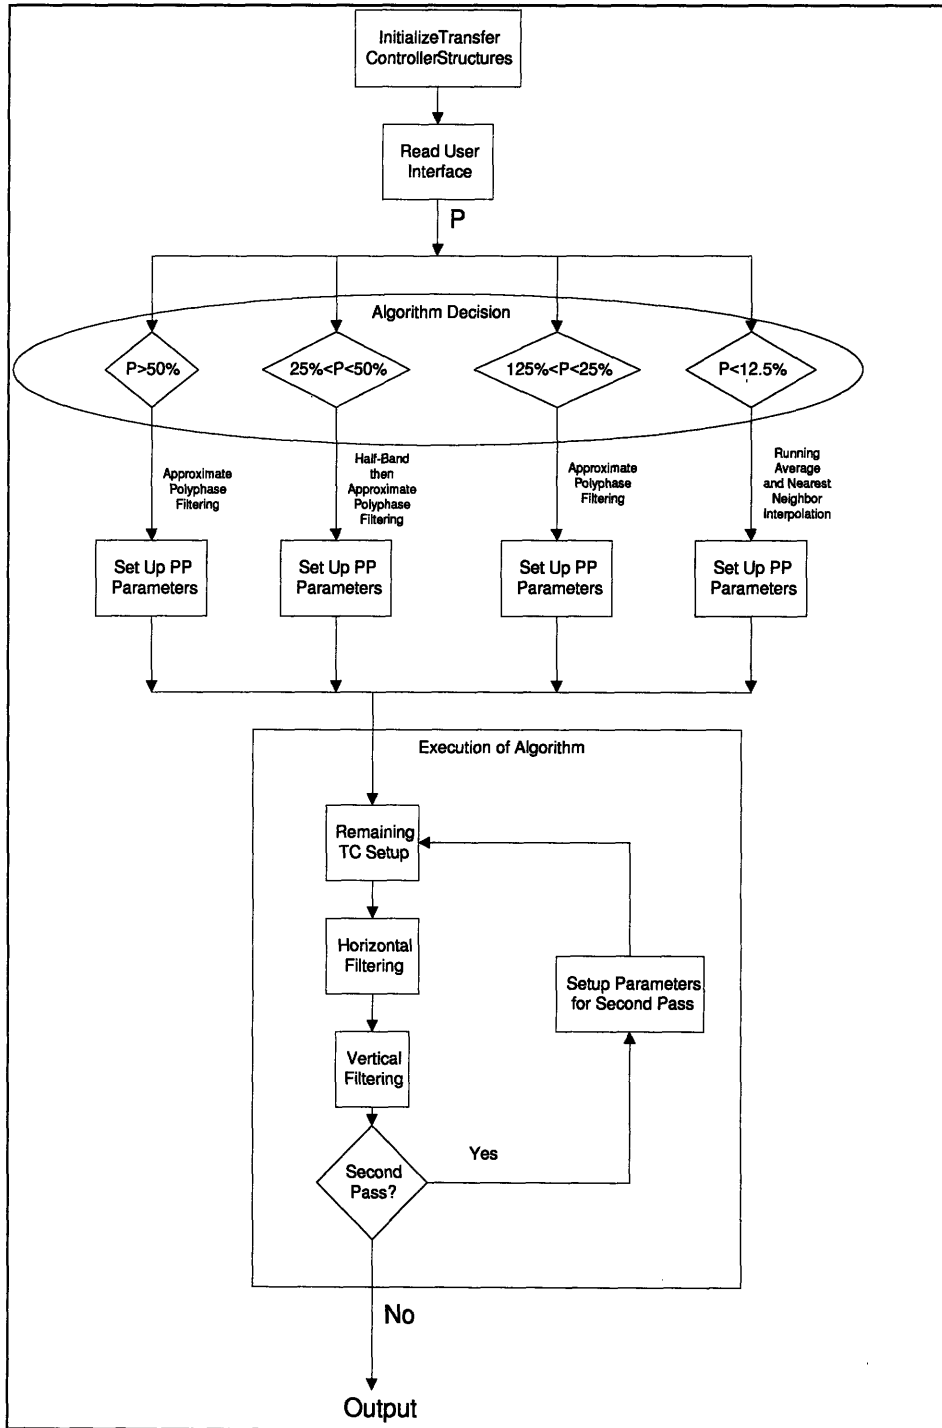 InitializeTransfer
ControllerStructures
Read User
Interface
P
Algorithm Decision
P>50%
25%<P<50%
125%<P<25%
P<12.5%
Approximate
Polyphase
Filtering
Half-Band
then
Approximate
Polyphase
Filtering
Approximate
Polyphase
Filtering
Running
Average
and Nearest
Neighbor
Interpolation
Set Up PP
Parameters
Set Up PP
Parameters
Set Up PP
Parameters
Set Up PP
Parameters
Execution of Algorithm
Remaining
TC Setup
Horizontal
Filtering
Setup Parameters
for Second Pass
Vertical
Filtering
Second
Pass?
Yes
No
Output